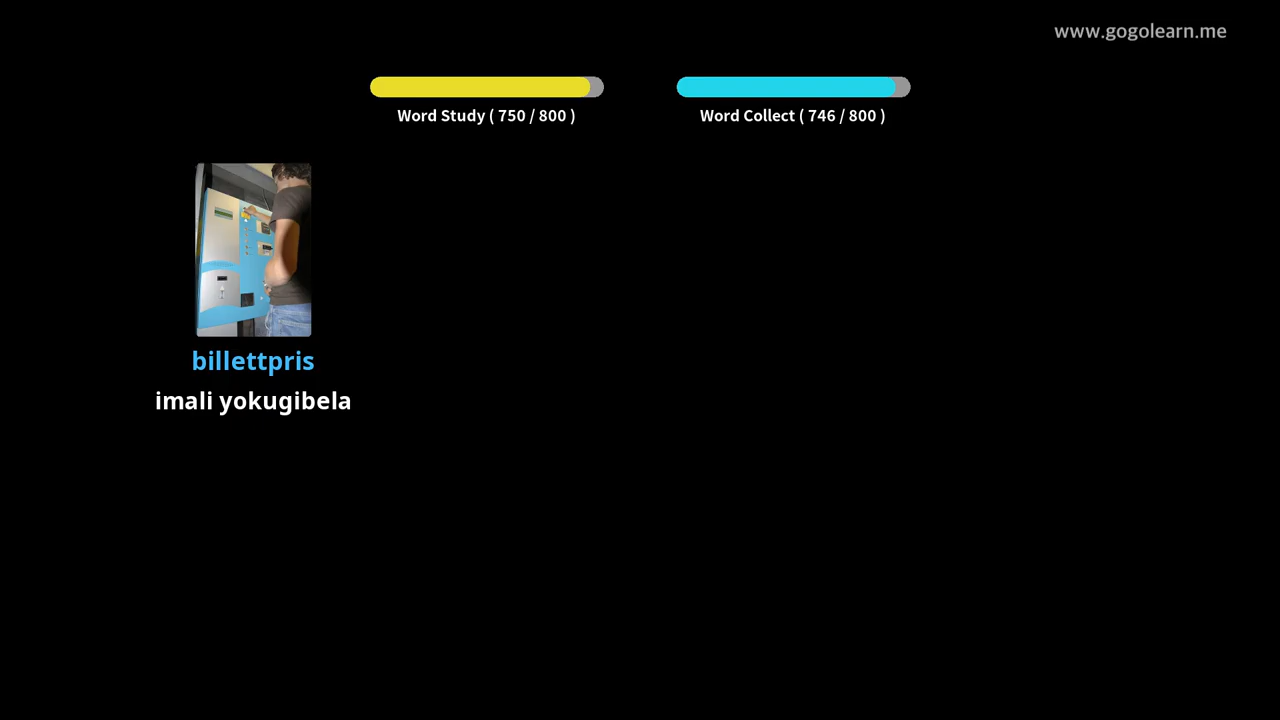 www.gogolearn.me
Word Study ( 750 / 800 )
Word Collect ( 746 / 800 )
billettpris
imali yokugibela